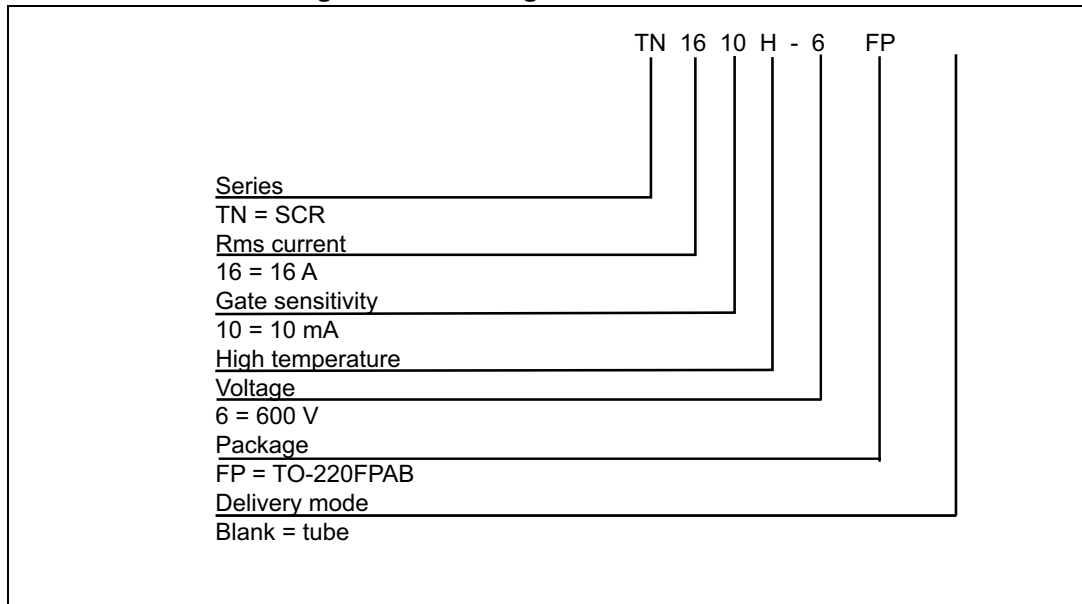 TN 16 10 H - 6 FP
Series
TN = SCR
Rms current
16 = 16 A
Gate sensitivity
10 = 10 mA
High temperature
Voltage
6 = 600 V
Package
FP = TO-220FPAB
Delivery mode
Blank = tube